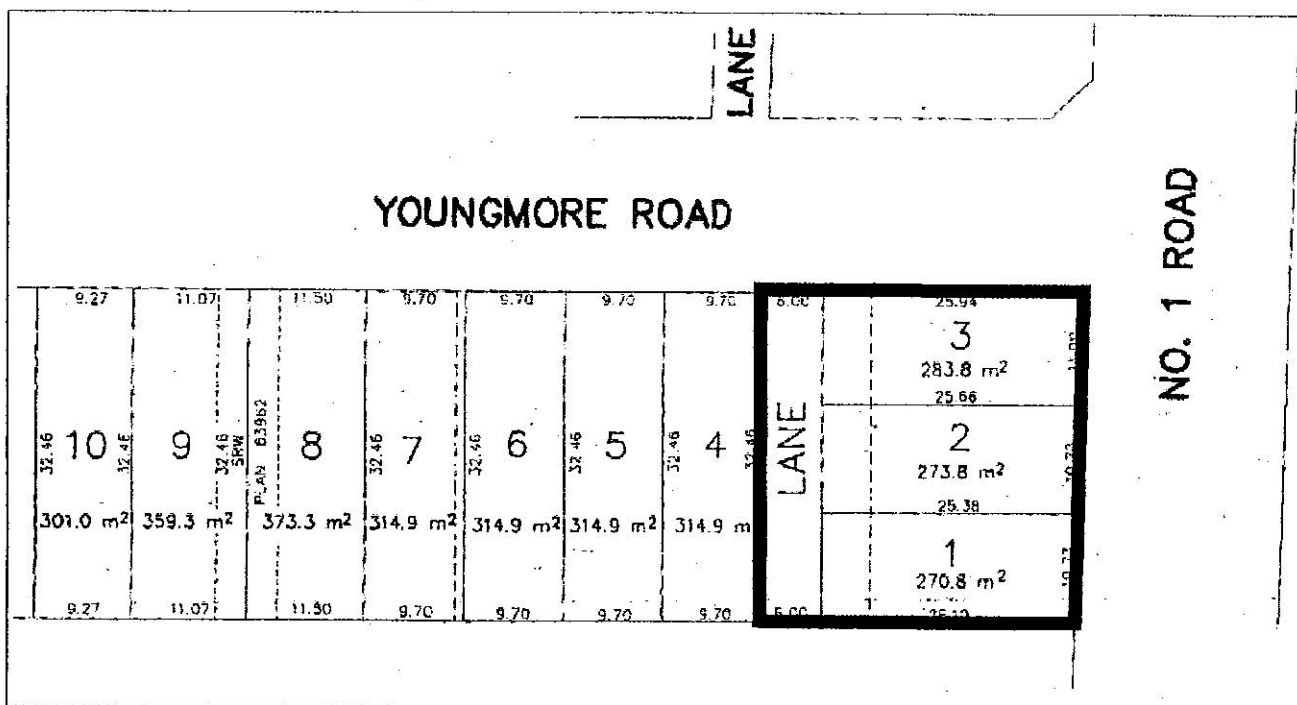 LANE
YOUNGMORE ROAD
NO. 1 ROAD
9.27 11.07 11.50 9.70 9.70 9.70 9.70 25.94
3
283.8 m²
25.66
32.46 10 32.46 9 32.46 SRW PLAN 8 32.46 7 32.46 6 32.46 5 32.46 4 32.46 LANE 2
273.8 m²
301.0 m² 359.3 m² 373.3 m² 314.9 m² 314.9 m² 314.9 m² 314.9 m
25.38
1
270.8 m²
9.27 11.07 11.50 9.70 9.70 9.70 9.70